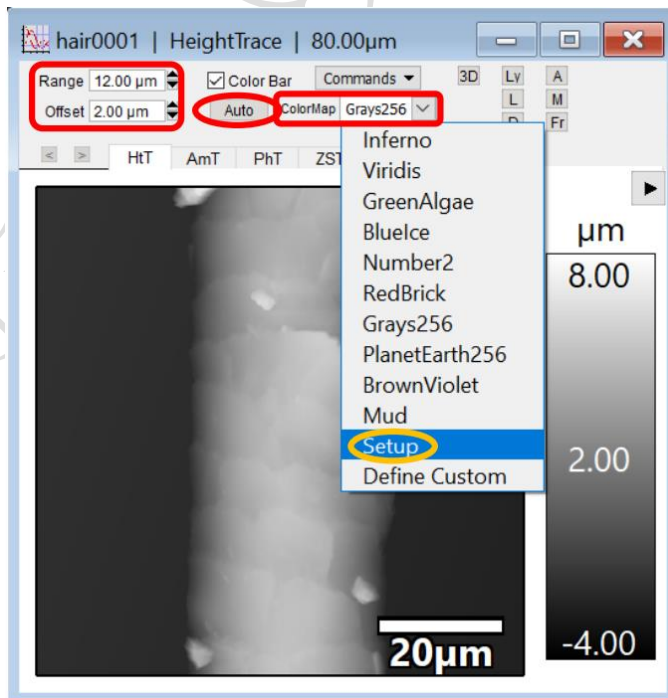 hair0001 | HeightTrace | 80.00µm
Range 12.00 µm Color Bar Commands 3D Ly A
L M
Offset 2.00 µm Auto ColorMap Grays256 Fr
< > HtT AmT PhT
Inferno
Viridis
GreenAlgae
BlueIce
Number2
RedBrick
Grays256
PlanetEarth256
BrownViolet
Mud
Setup
Define Custom
µm
8.00
2.00
-4.00
20µm